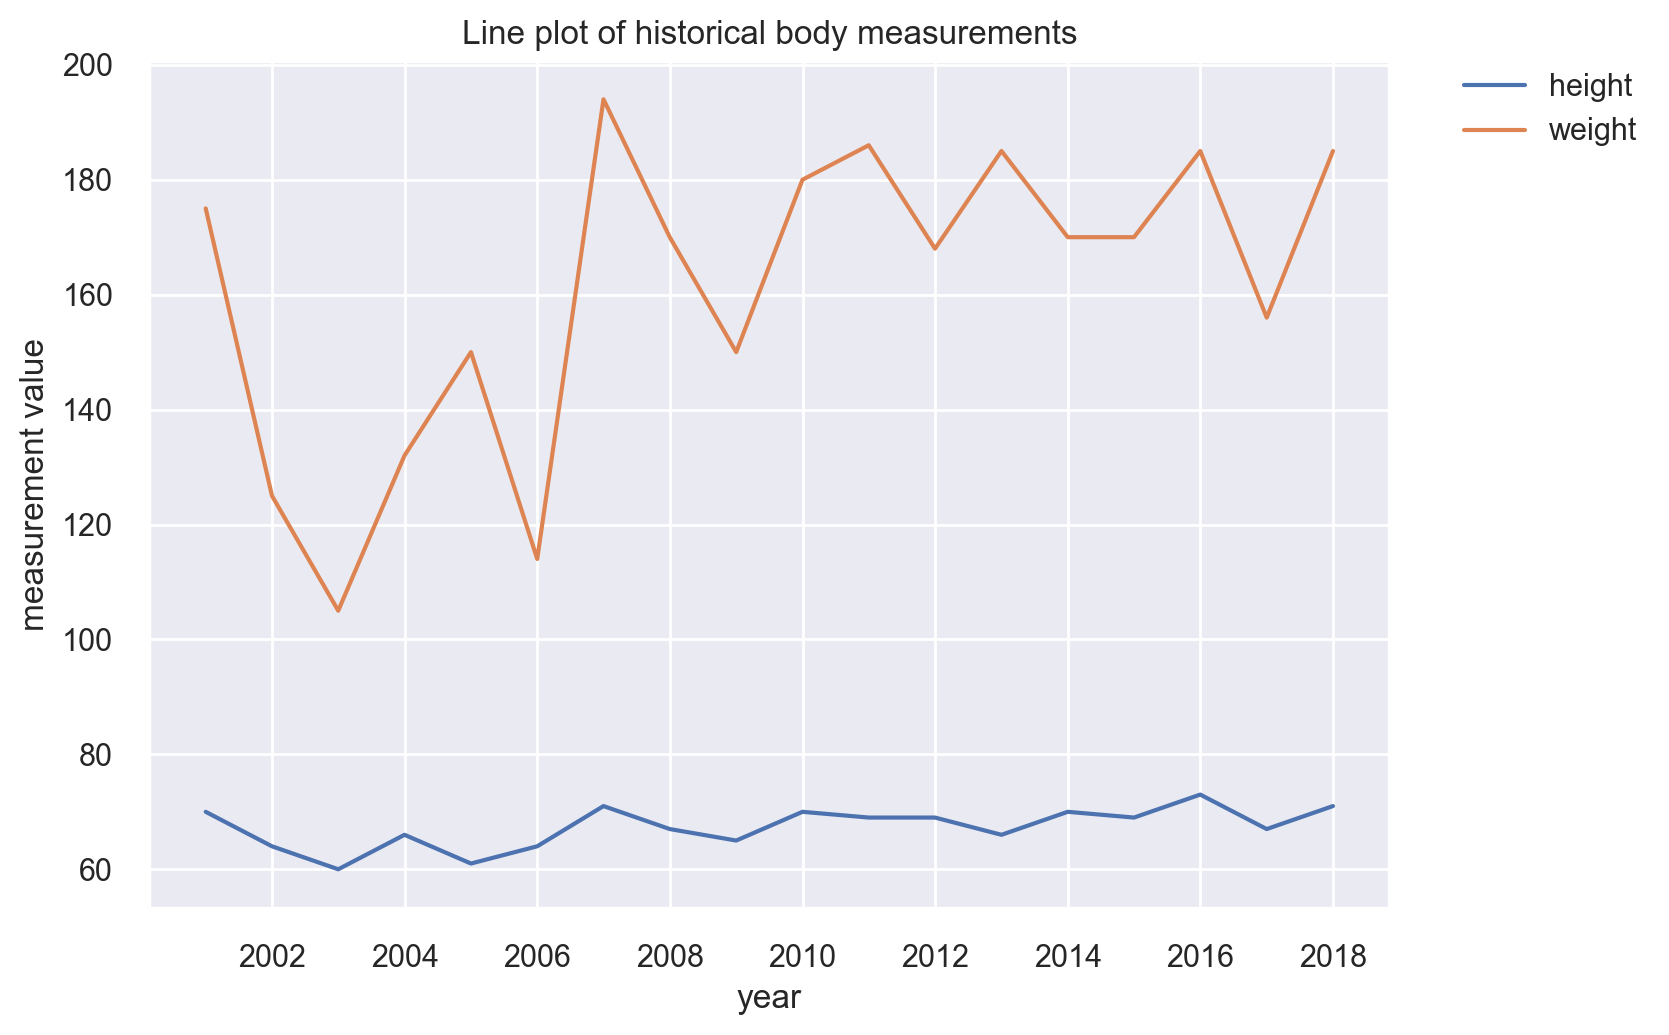 Line plot of historical body measurements
height
weight
measurement value
200
180
160
140
120
100
80
60
2002 2004 2006 2008 2010 2012 2014 2016 2018
year